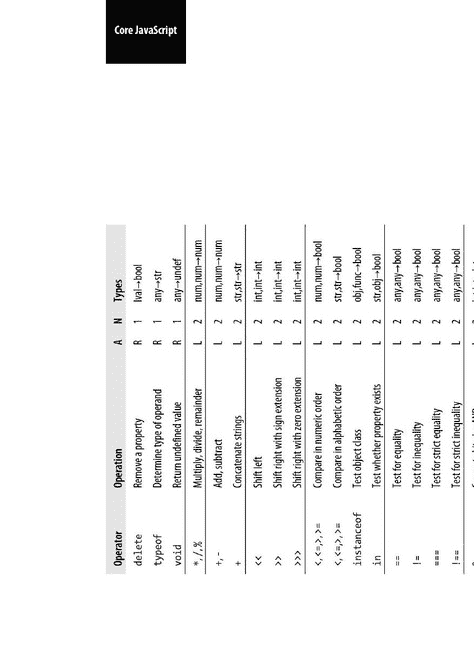 Core JavaScript
Operator Operation A N Types
delete Remove a property R 1 lval→bool
typeof Determine type of operand R 1 any→str
void Return undefined value R 1 any→undef
*,/,% Multiply, divide, remainder L 2 num,num→num
+,- Add, subtract L 2 num,num→num
+ Concatenate strings L 2 str,str→str
<< Shift left L 2 int,int→int
>> Shift right with sign extension L 2 int,int→int
>>> Shift right with zero extension L 2 int,int→int
<,<=,>,>= Compare in numeric order L 2 num,num→bool
<,<=,>,>= Compare in alphabetic order L 2 str,str→bool
instanceof Test object class L 2 obj,func→bool
in Test whether property exists L 2 str,obj→bool
== Test for equality L 2 any,any→bool
!= Test for inequality L 2 any,any→bool
=== Test for strict equality L 2 any,any→bool
!== Test for strict inequality L 2 any,any→bool